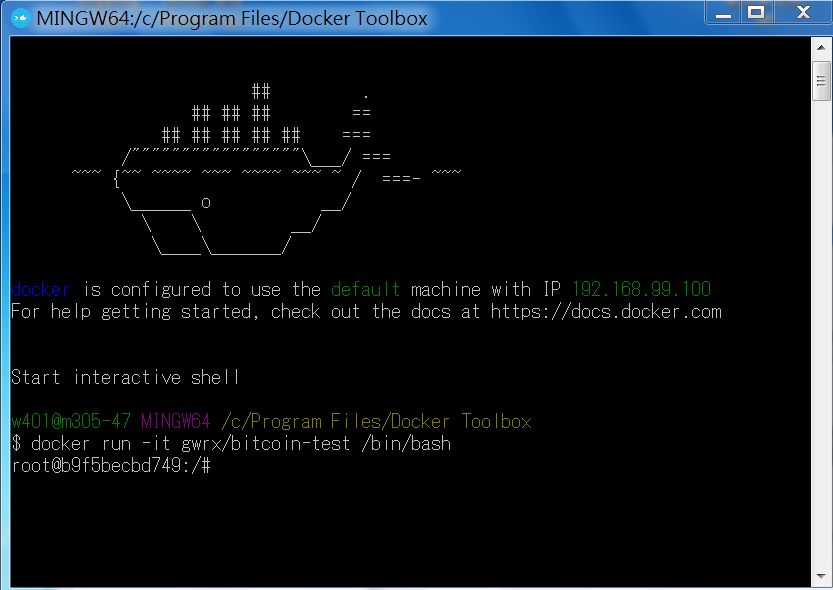 MINGW64:/c/Program Files/Docker Toolbox
                        ##         .
                  ## ## ##        ==
               ## ## ## ## ##    ===
           /"""""""""""""""""\___/ ===
      ~~~ {~~ ~~~~ ~~~ ~~~~ ~~~ ~ /  ===- ~~~
           \______ o           __/
             \    \         __/
              \____\_______/
docker is configured to use the default machine with IP 192.168.99.100
For help getting started, check out the docs at https://docs.docker.com
Start interactive shell
w401@m305-47 MINGW64 /c/Program Files/Docker Toolbox
$ docker run -it gwrx/bitcoin-test /bin/bash
root@b9f5becbd749:/#